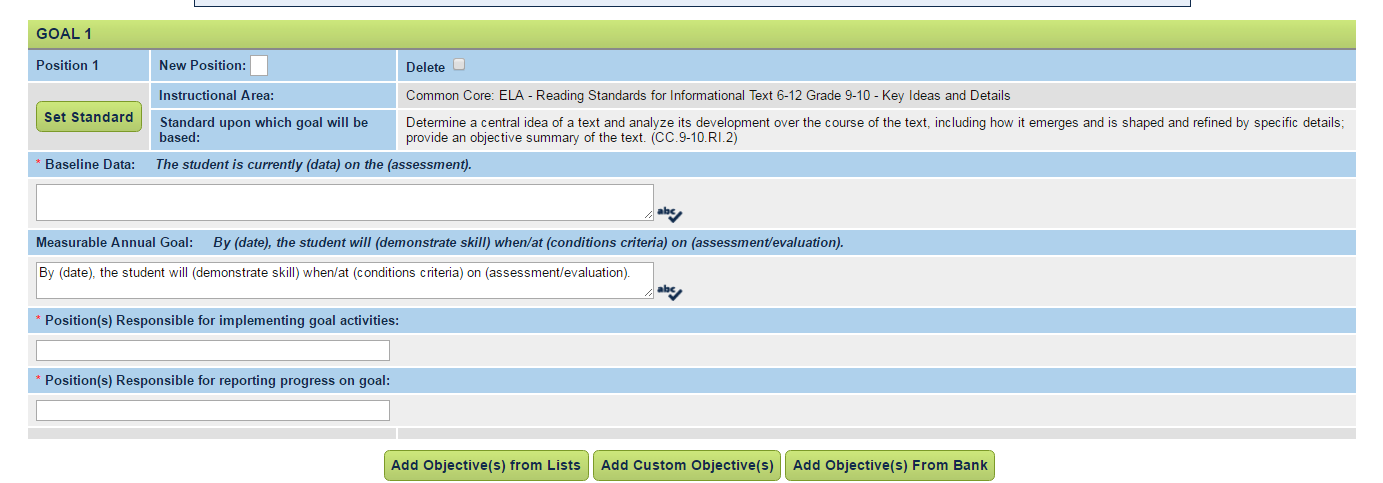 GOAL 1
Position 1
New Position:
Delete
Set Standard
Instructional Area:
Common Core: ELA - Reading Standards for Informational Text 6-12 Grade 9-10 - Key Ideas and Details
Standard upon which goal will be
based:
Determine a central idea of a text and analyze its development over the course of the text, including how it emerges and is shaped and refined by specific details;
provide an objective summary of the text. (CC.9-10.RI.2)
* Baseline Data: The student is currently (data) on the (assessment).
abc
Measurable Annual Goal: By (date), the student will (demonstrate skill) when/at (conditions criteria) on (assessment/evaluation).
By (date), the student will (demonstrate skill) when/at (conditions criteria) on (assessment/evaluation).
abc
* Position(s) Responsible for implementing goal activities:
* Position(s) Responsible for reporting progress on goal:
Add Objective(s) from Lists
Add Custom Objective(s)
Add Objective(s) From Bank